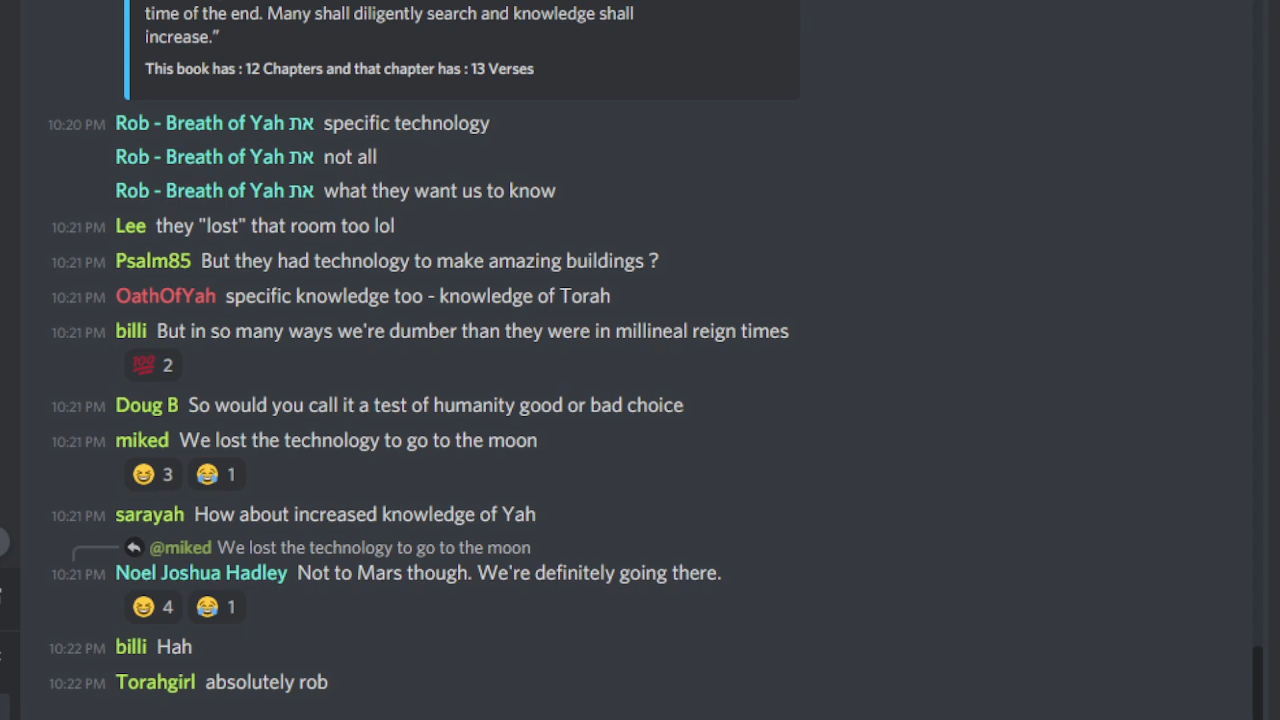 time of the end. Many shall diligently search and knowledge shall
increase.”
This book has : 12 Chapters and that chapter has : 13 Verses
10:20 PM Rob - Breath of Yah את specific technology
Rob - Breath of Yah את not all
Rob - Breath of Yah את what they want us to know
10:21 PM Lee they "lost" that room too lol
10:21 PM Psalm85 But they had technology to make amazing buildings ?
10:21 PM OathOfYah specific knowledge too - knowledge of Torah
10:21 PM billi But in so many ways we're dumber than they were in millineal reign times
💯 2
10:21 PM Doug B So would you call it a test of humanity good or bad choice
10:21 PM miked We lost the technology to go to the moon
😆 3 😂 1
10:21 PM sarayah How about increased knowledge of Yah
@miked We lost the technology to go to the moon
10:21 PM Noel Joshua Hadley Not to Mars though. We're definitely going there.
😆 4 😂 1
10:22 PM billi Hah
10:22 PM Torahgirl absolutely rob